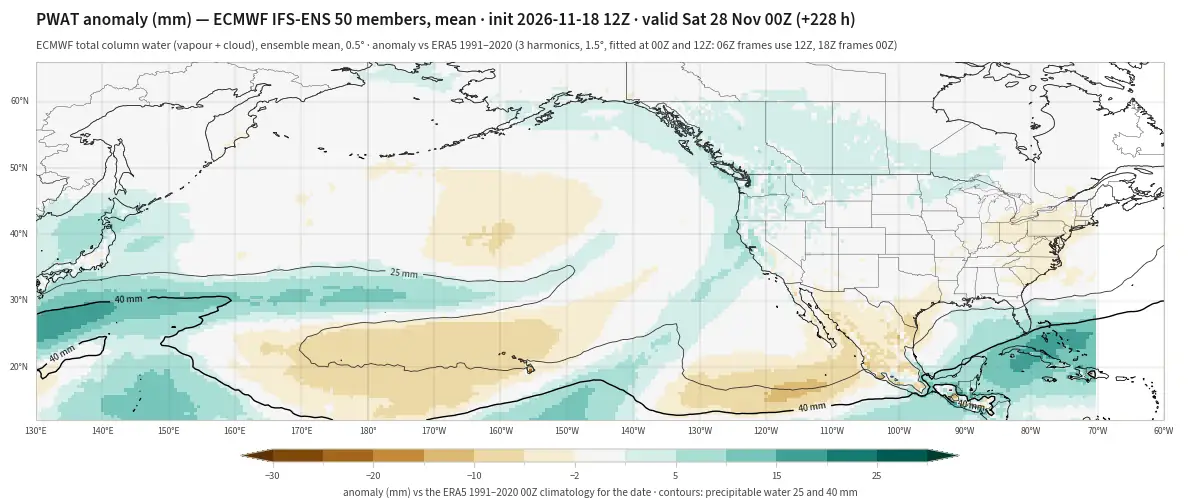 PWAT anomaly (mm) — ECMWF IFS-ENS 50 members, mean · init 2026-11-18 12Z · valid Sat 28 Nov 00Z (+228 h)
ECMWF total column water (vapour + cloud), ensemble mean, 0.5° · anomaly vs ERA5 1991–2020 (3 harmonics, 1.5°, fitted at 00Z and 12Z: 06Z frames use 12Z, 18Z frames 00Z)
60°N
50°N
40°N
30°N
20°N
25 mm
40 mm
40 mm
40 mm
40 mm
130°E 140°E 150°E 160°E 170°E 180° 170°W 160°W 150°W 140°W 130°W 120°W 110°W 100°W 90°W 80°W 70°W 60°W
−30 −20 −10 −2 5 15 25
anomaly (mm) vs the ERA5 1991–2020 00Z climatology for the date · contours: precipitable water 25 and 40 mm